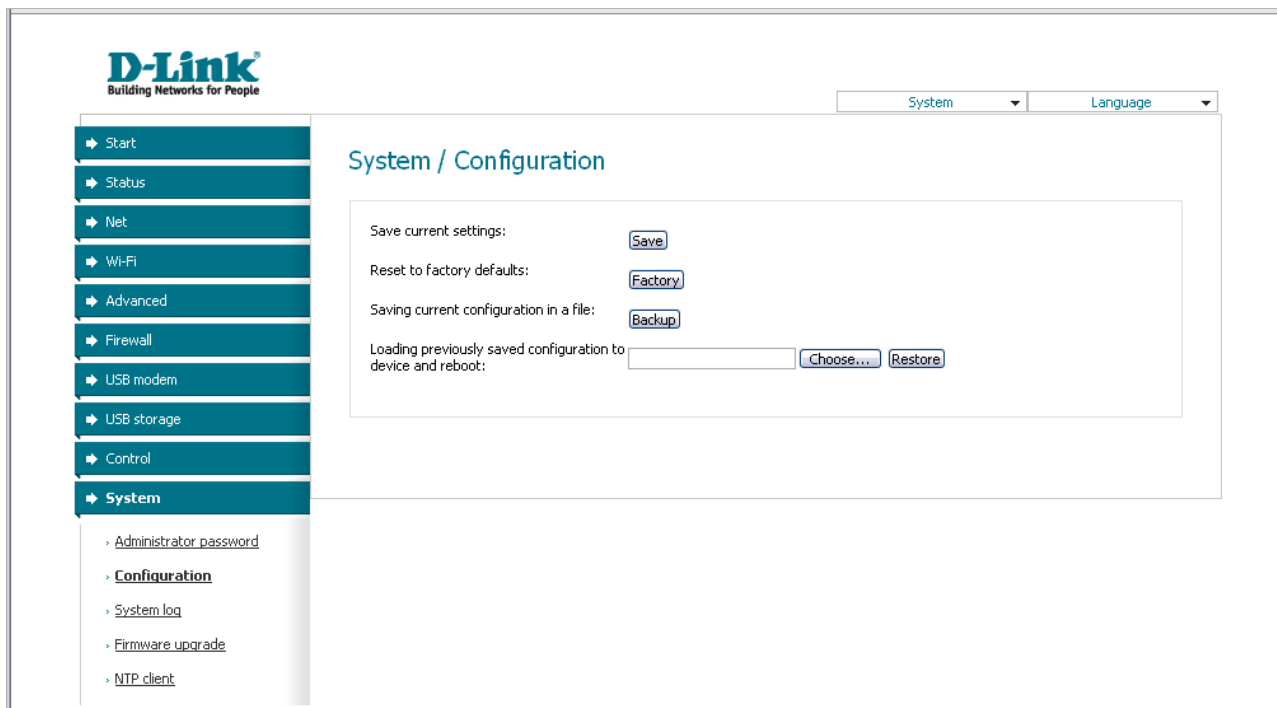 D-Link®
Building Networks for People
System
Language
Start
Status
Net
Wi-Fi
Advanced
Firewall
USB modem
USB storage
Control
System
Administrator password
Configuration
System log
Firmware upgrade
NTP client
System / Configuration
Save current settings:
Save
Reset to factory defaults:
Factory
Saving current configuration in a file:
Backup
Loading previously saved configuration to
device and reboot:
Choose...
Restore